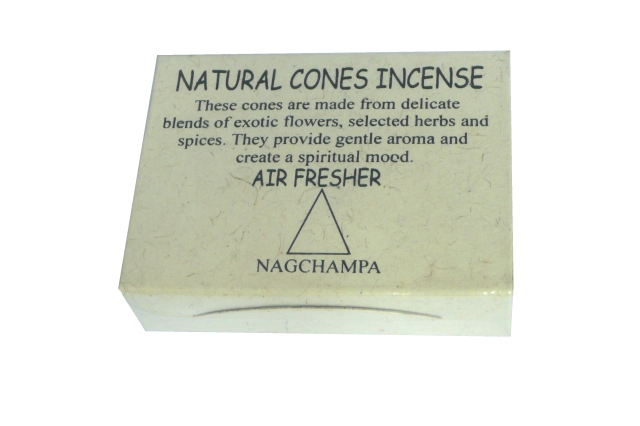 NATURAL CONES INCENSE
These cones are made from delicate
blends of exotic flowers, selected herbs and
spices. They provide gentle aroma and
create a spiritual mood.
AIR FRESHER
NAGCHAMPA